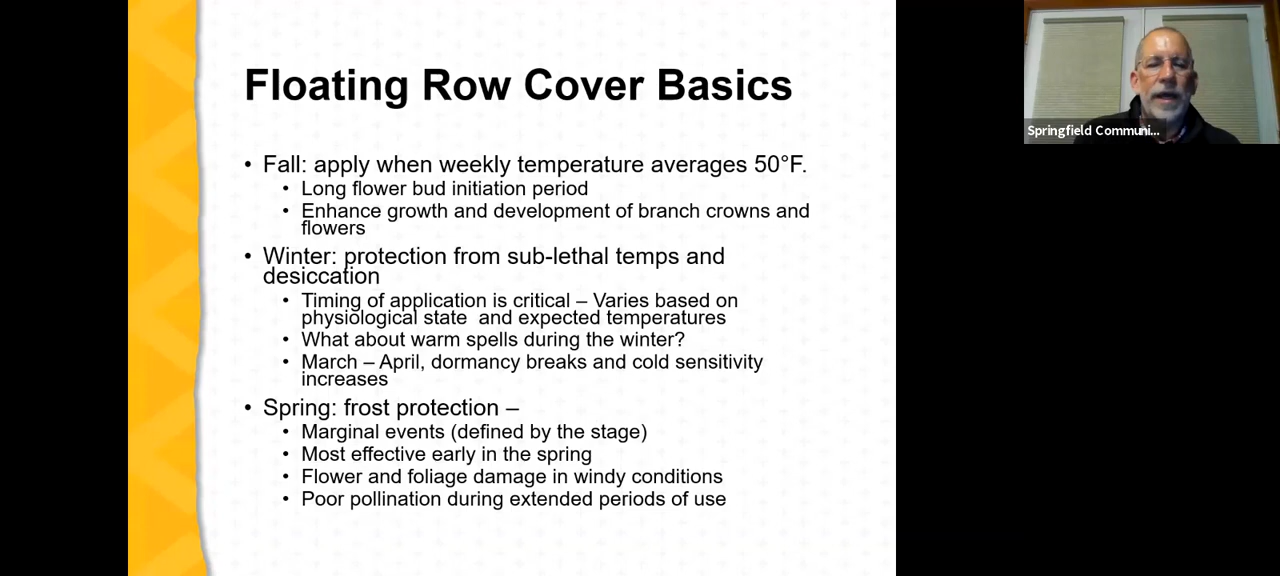 Floating Row Cover Basics
• Fall: apply when weekly temperature averages 50°F.
• Long flower bud initiation period
• Enhance growth and development of branch crowns and
flowers
• Winter: protection from sub-lethal temps and
desiccation
• Timing of application is critical – Varies based on
physiological state  and expected temperatures
• What about warm spells during the winter?
• March – April, dormancy breaks and cold sensitivity
increases
• Spring: frost protection –
• Marginal events (defined by the stage)
• Most effective early in the spring
• Flower and foliage damage in windy conditions
• Poor pollination during extended periods of use
Springfield Communi...